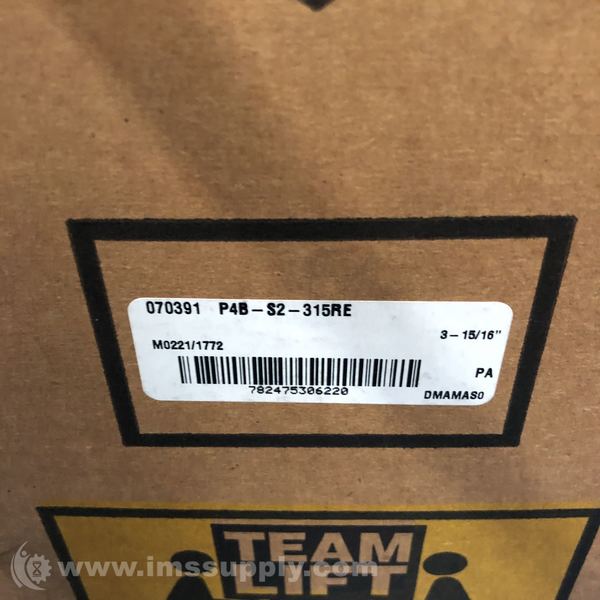 070391 P4B-S2-315RE
3-15/16"
M0221/1772
PA
782475306220
DMAMAS0
TEAM
LIFT
www.imssupply.com